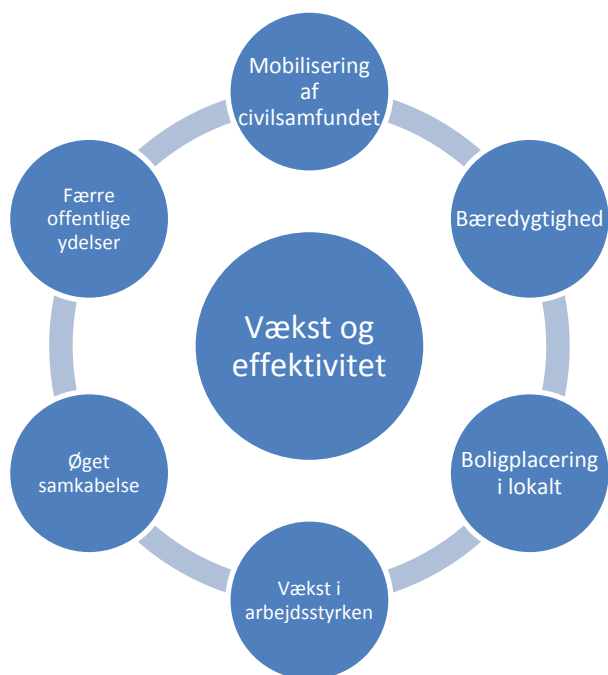 Mobilisering
af
civilsamfundet
Bæredygtighed
Boligplacering
i lokalt
Vækst i
arbejdsstyrken
Øget
samkabelse
Færre
offentlige
ydelser
Vækst og
effektivitet